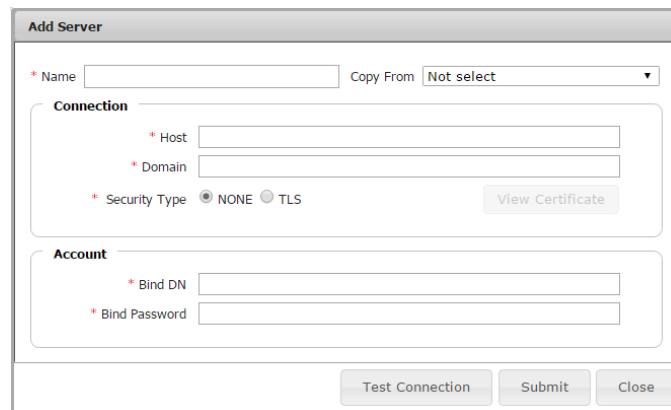 Add Server
* Name Copy From Not select
Connection
* Host
* Domain
* Security Type NONE TLS View Certificate
Account
* Bind DN
* Bind Password
Test Connection Submit Close